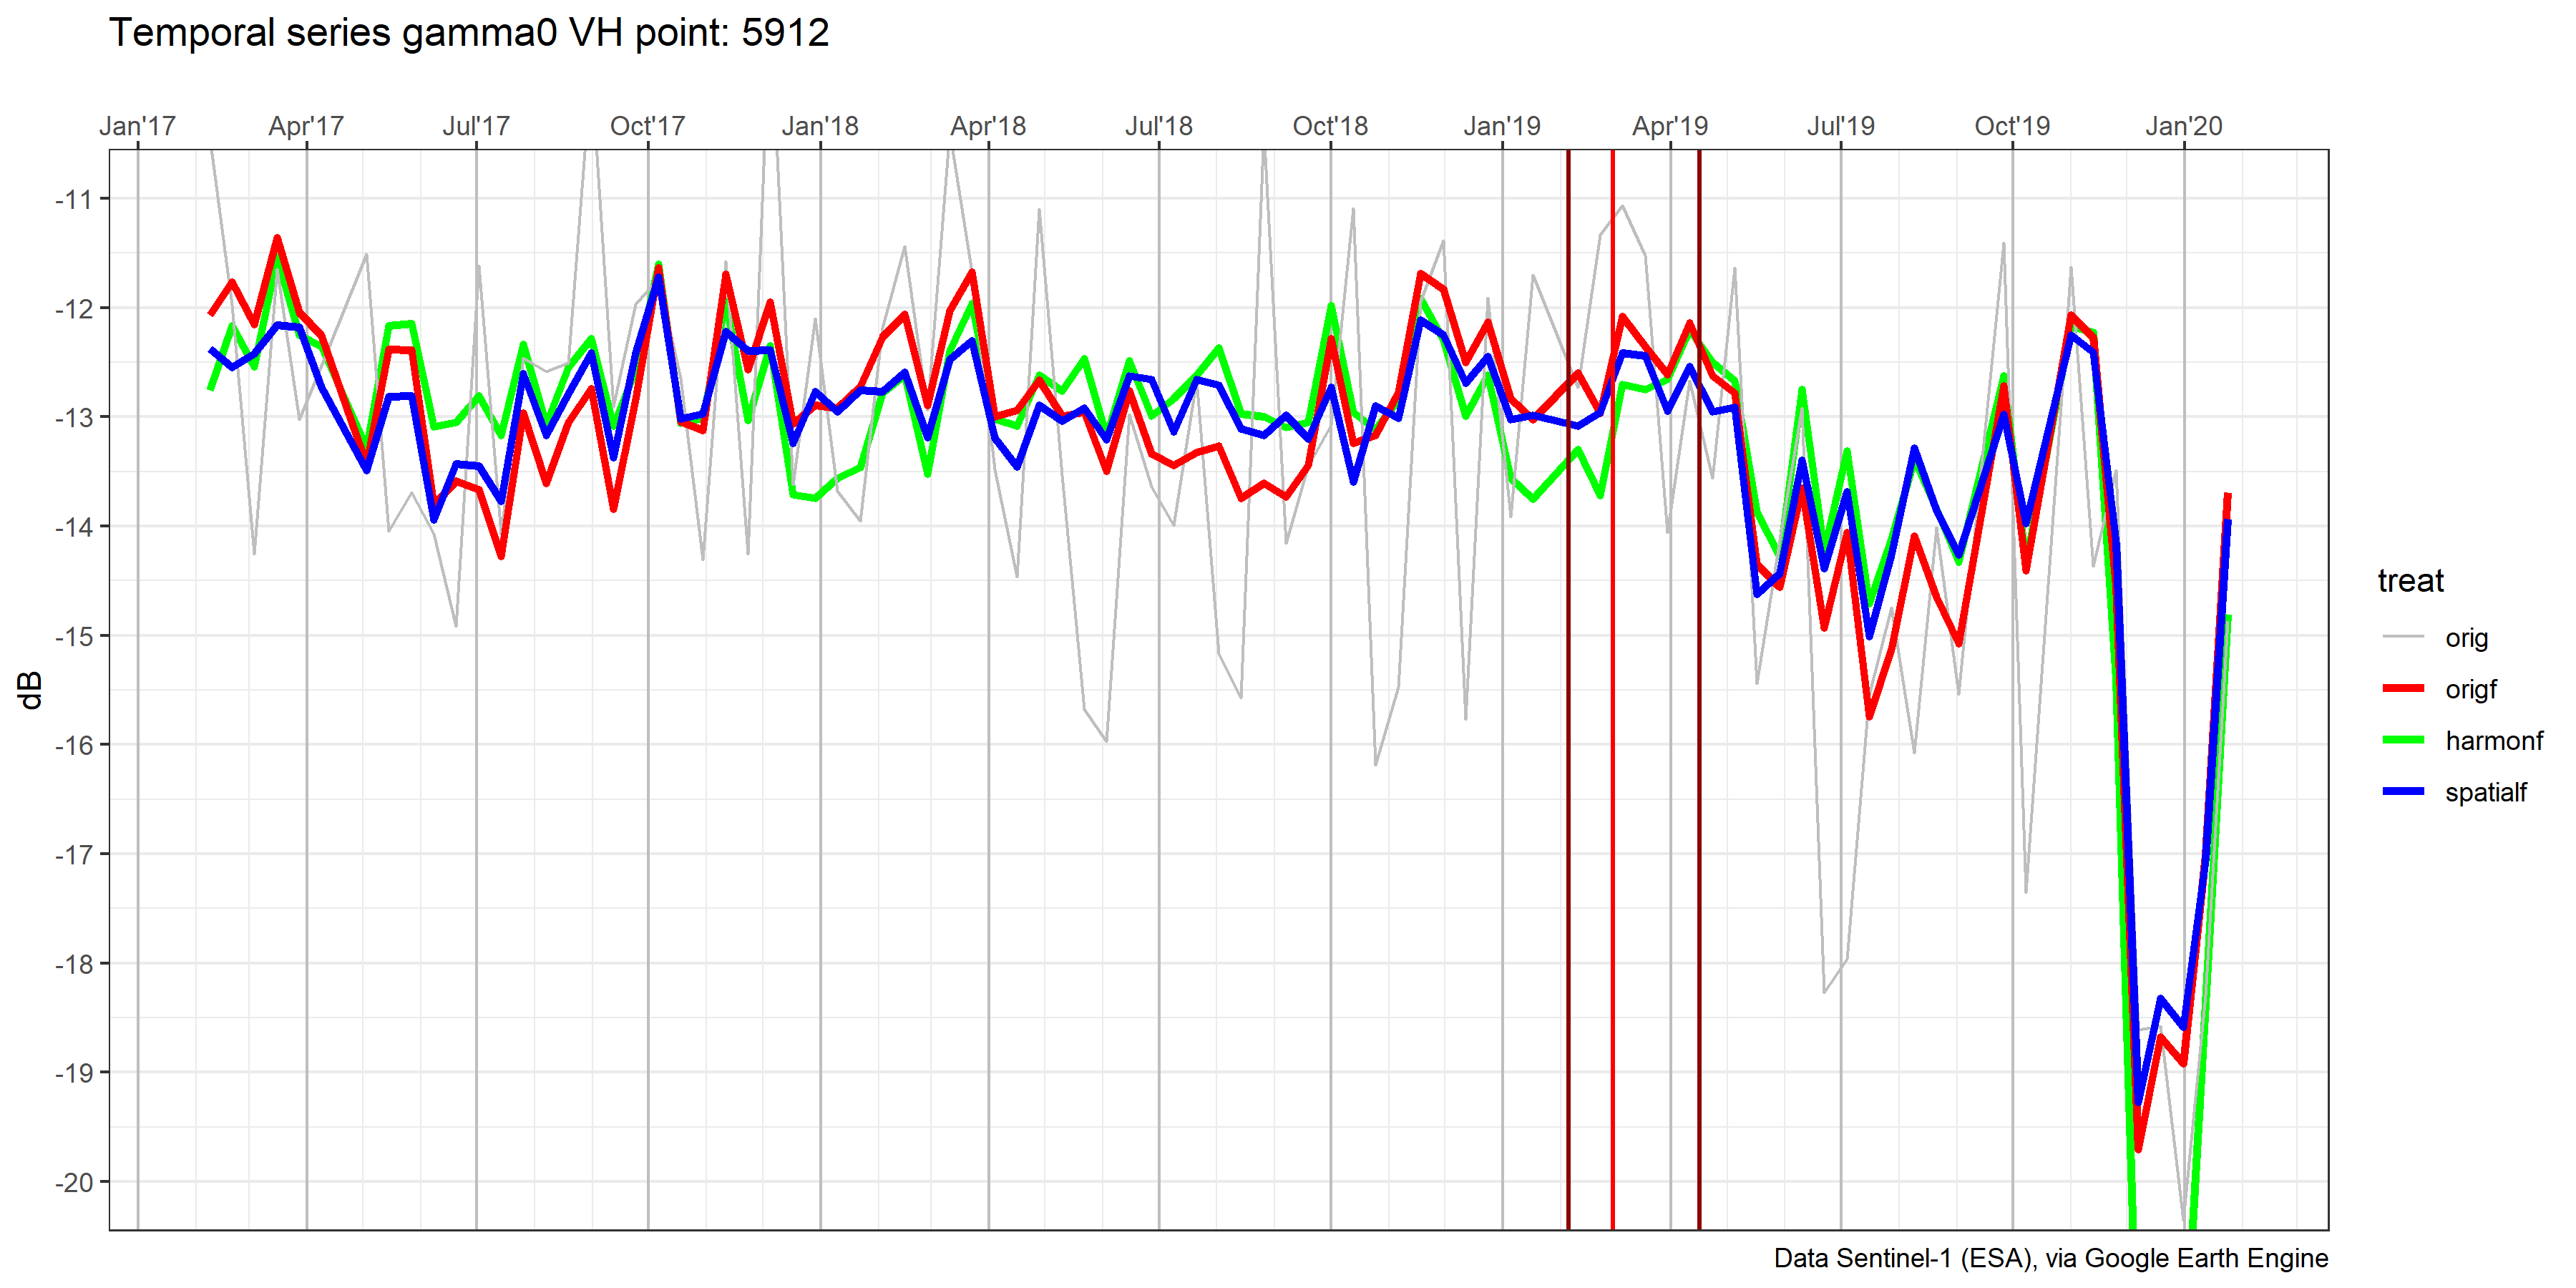 Temporal series gamma0 VH point: 5912
Jan'17 Apr'17 Jul'17 Oct'17 Jan'18 Apr'18 Jul'18 Oct'18 Jan'19 Apr'19 Jul'19 Oct'19 Jan'20
-11
-12
-13
-14
-15
-16
-17
-18
-19
-20
dB
treat
orig
origf
harmonf
spatialf
Data Sentinel-1 (ESA), via Google Earth Engine